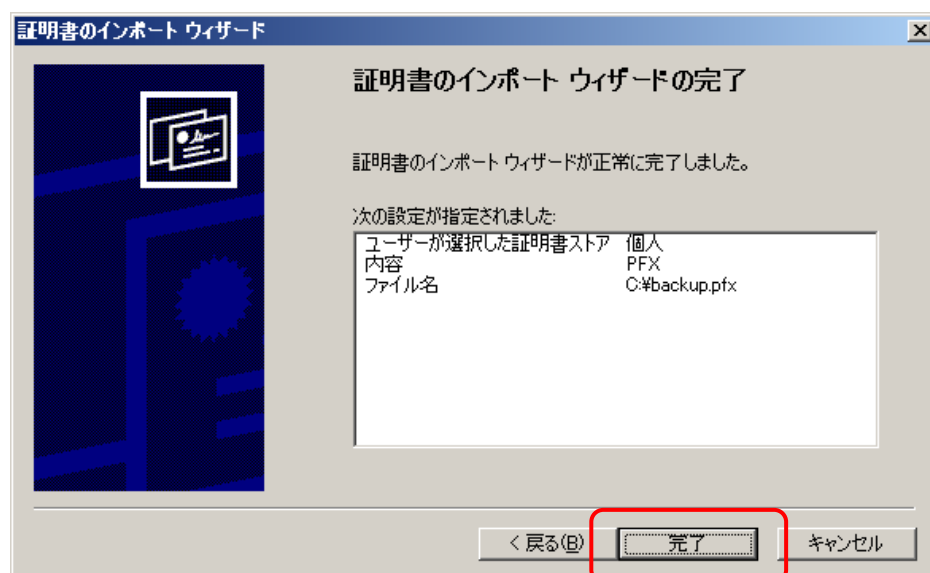 証明書のインポート ウィザード
証明書のインポート ウィザードの完了
証明書のインポート ウィザードが正常に完了しました。
次の設定が指定されました:
ユーザーが選択した証明書ストア 個人
内容 PFX
ファイル名 C:¥backup.pfx
< 戻る(B) 完了 キャンセル